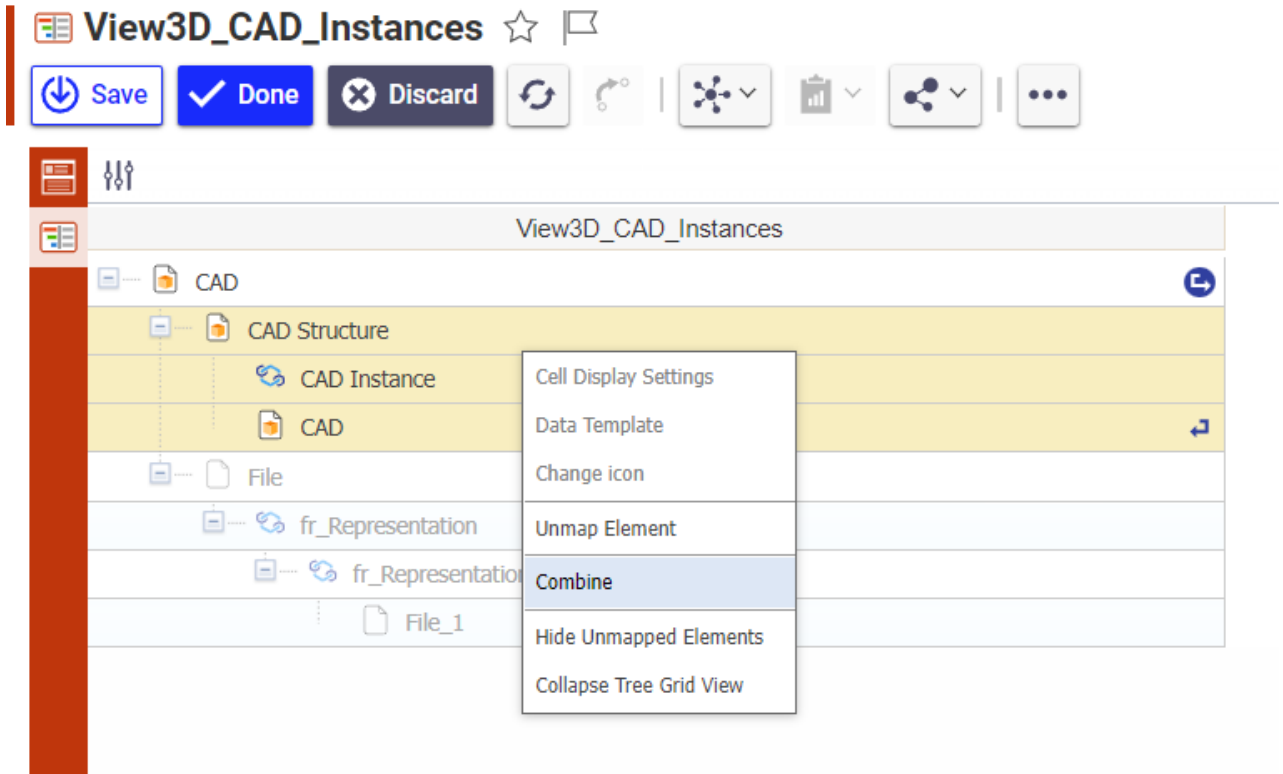 View3D_CAD_Instances
Save Done Discard
View3D_CAD_Instances
CAD
CAD Structure
CAD Instance
CAD
File
fr_Representation
fr_Representation
File_1
Cell Display Settings
Data Template
Change icon
Unmap Element
Combine
Hide Unmapped Elements
Collapse Tree Grid View